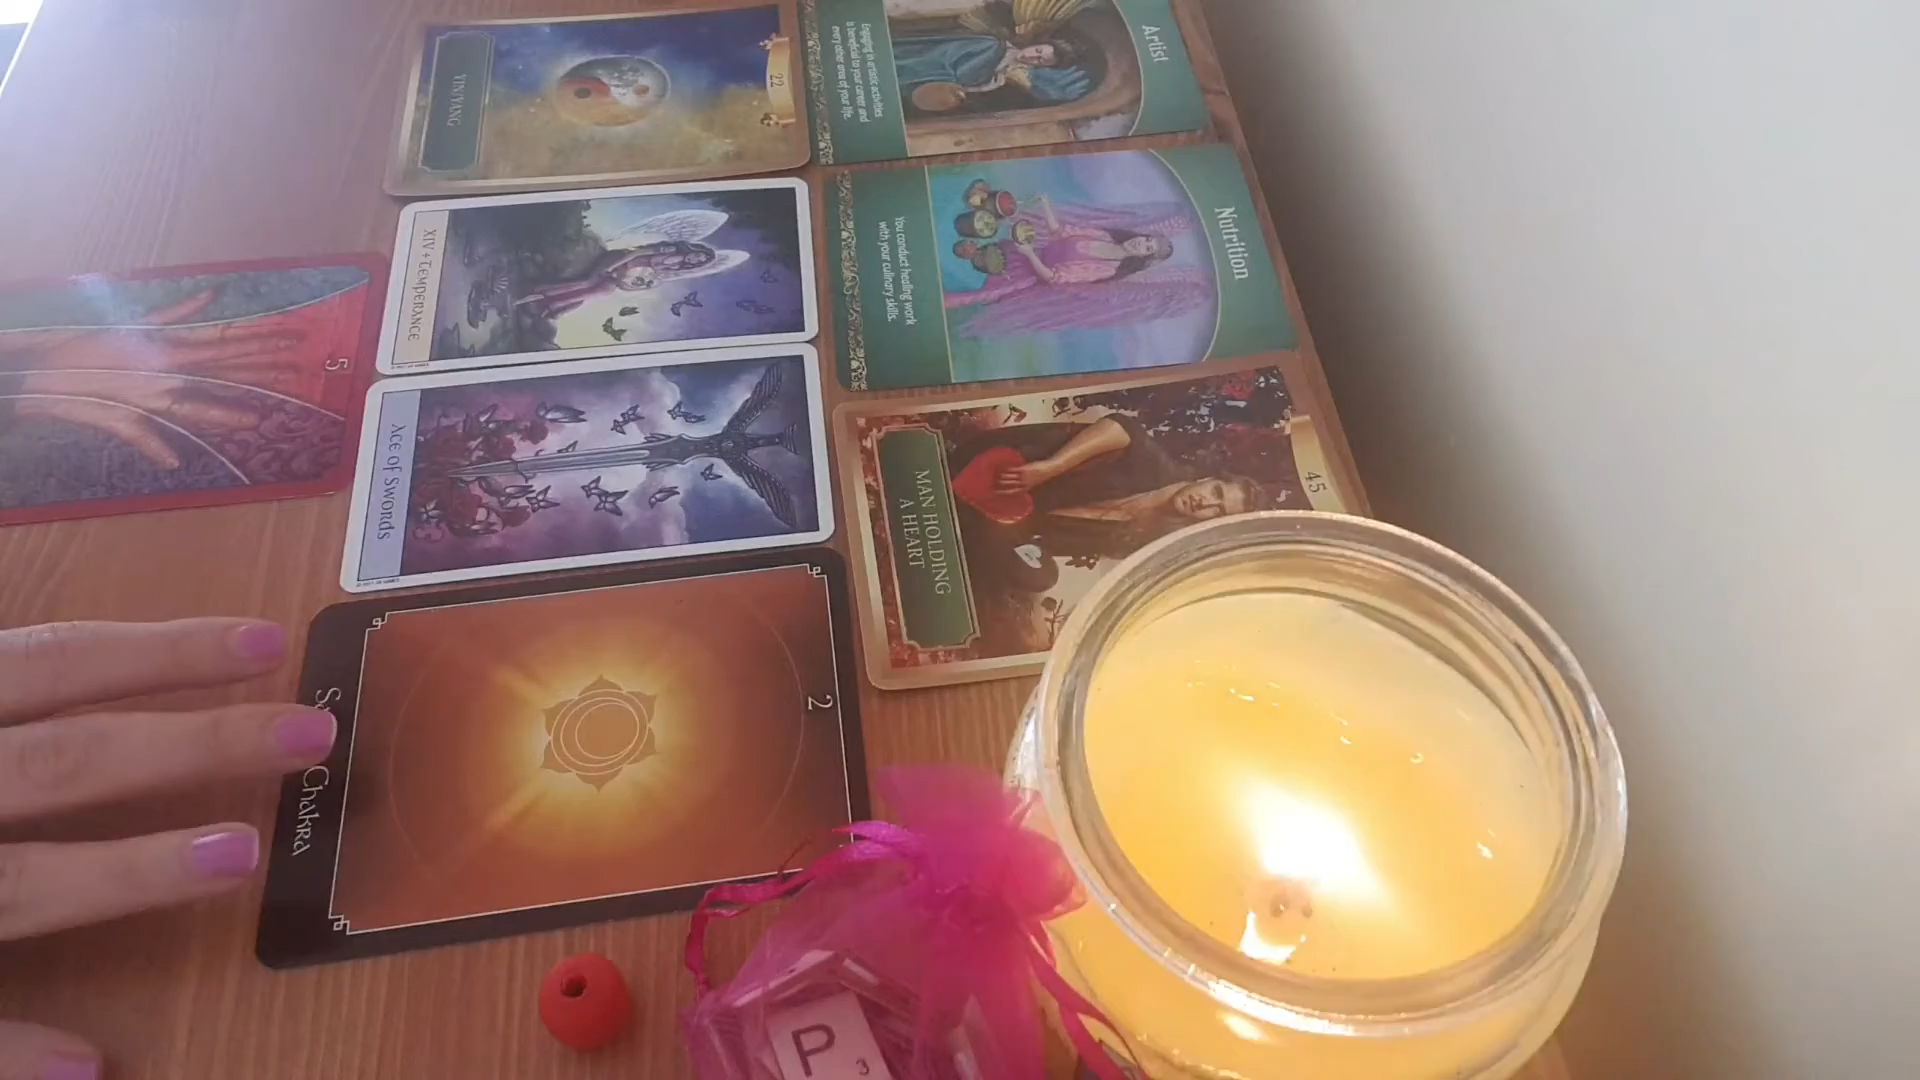 22
YIN/YANG
Artist
Engaging in artistic activities
is beneficial to your career and
every other area of your life.
XIV + TEMPERANCE
Nutrition
You conduct healing work
with your culinary skills.
5
ACE OF SWORDS
45
MAN HOLDING
A HEART
2
Chakra
P
3